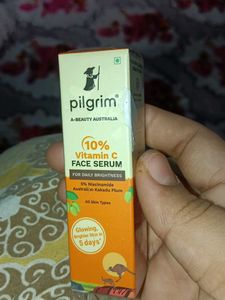 pilgrim®
A-BEAUTY AUSTRALIA
10%
Vitamin C
FACE SERUM
FOR DAILY BRIGHTNESS
5% Niacinamide
Australian Kakadu Plum
All Skin Types
Glowing,
Brighter Skin in
5 days*